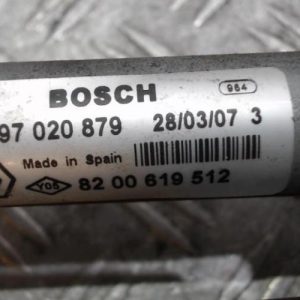 BOSCH 964
97 020 879 28/03/07 3
Made in Spain
Y05 82 00 619 512